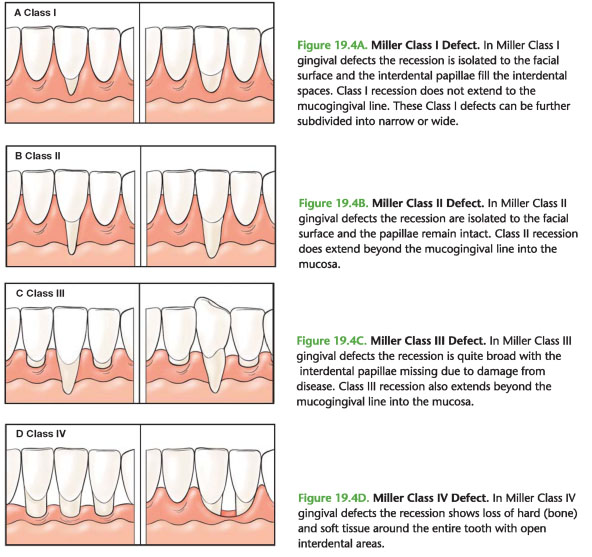 A Class I
Figure 19.4A. Miller Class I Defect. In Miller Class I
gingival defects the recession is isolated to the facial
surface and the interdental papillae fill the interdental
spaces. Class I recession does not extend to the
mucogingival line. These Class I defects can be further
subdivided into narrow or wide.
B Class II
Figure 19.4B. Miller Class II Defect. In Miller Class II
gingival defects the recession are isolated to the facial
surface and the papillae remain intact. Class II recession
does extend beyond the mucogingival line into the
mucosa.
C Class III
Figure 19.4C. Miller Class III Defect. In Miller Class III
gingival defects the recession is quite broad with the
interdental papillae missing due to damage from
disease. Class III recession also extends beyond the
mucogingival line into the mucosa.
D Class IV
Figure 19.4D. Miller Class IV Defect. In Miller Class IV
gingival defects the recession shows loss of hard (bone)
and soft tissue around the entire tooth with open
interdental areas.